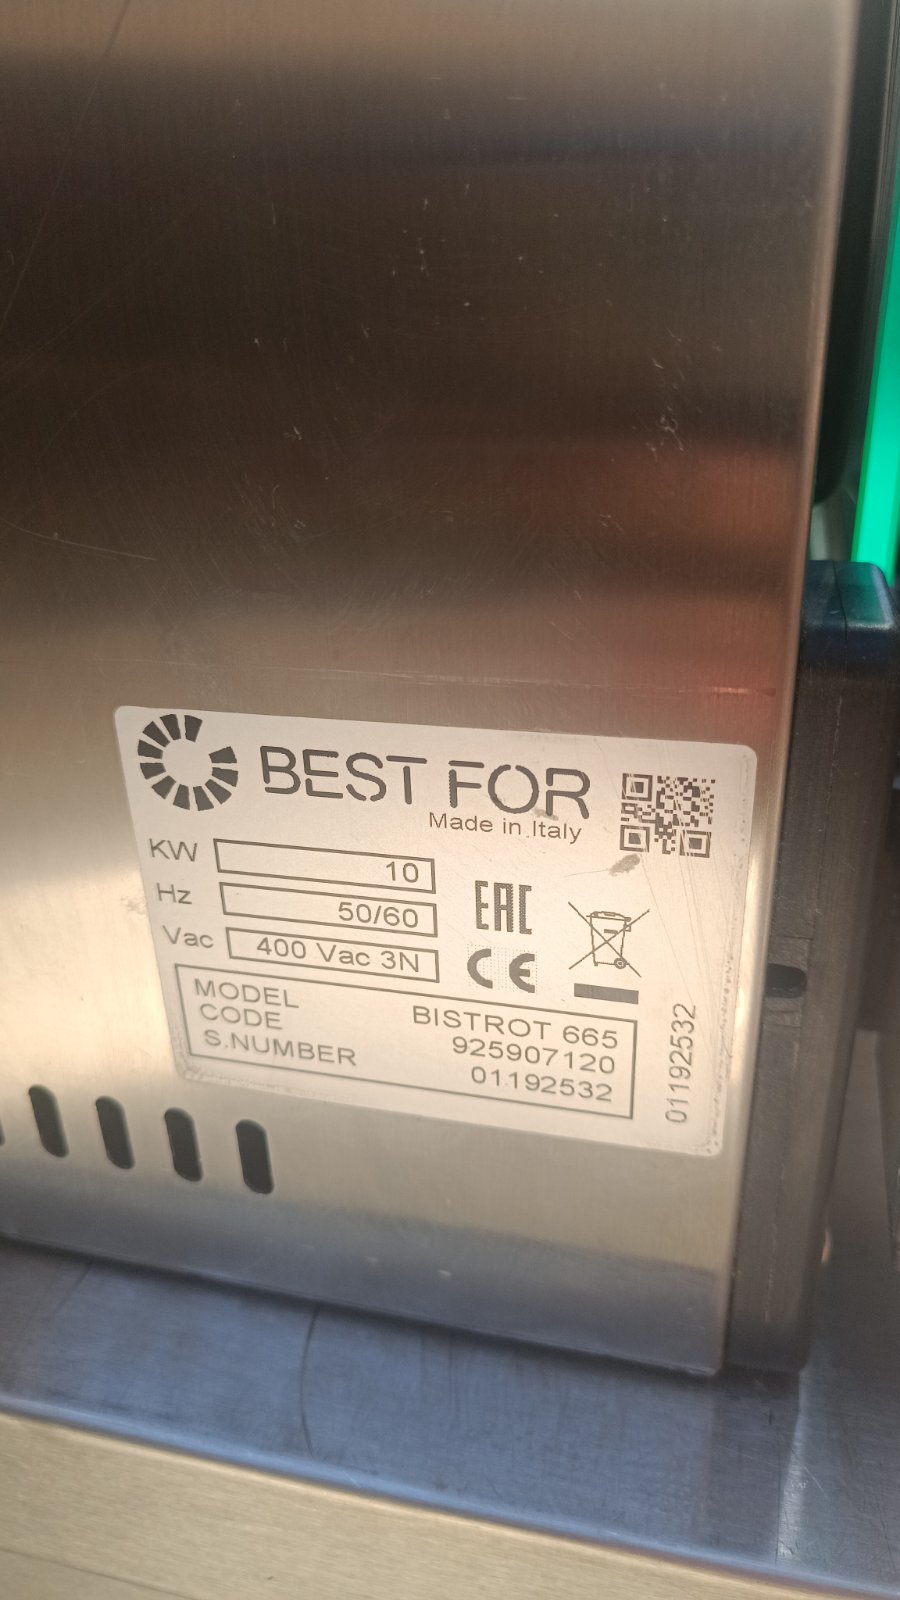 BEST FOR
Made in Italy
KW 10
Hz 50/60
Vac 400 Vac 3N
EAC
CE
MODEL BISTROT 665
CODE 925907120
S.NUMBER 01192532
01192532